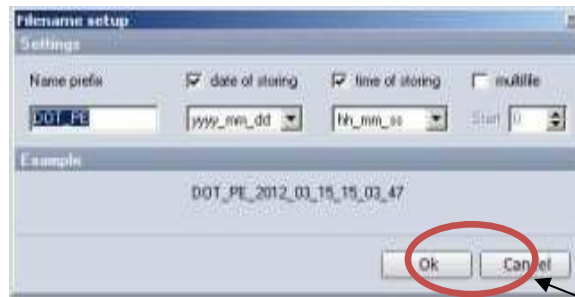 Filename setup
Settings
Name prefix date of storing time of storing multifile
DOT_PE yyyy_mm_dd hh_mm_ss Start 0
Example
DOT_PE_2012_03_15_15_03_47
Ok Cancel